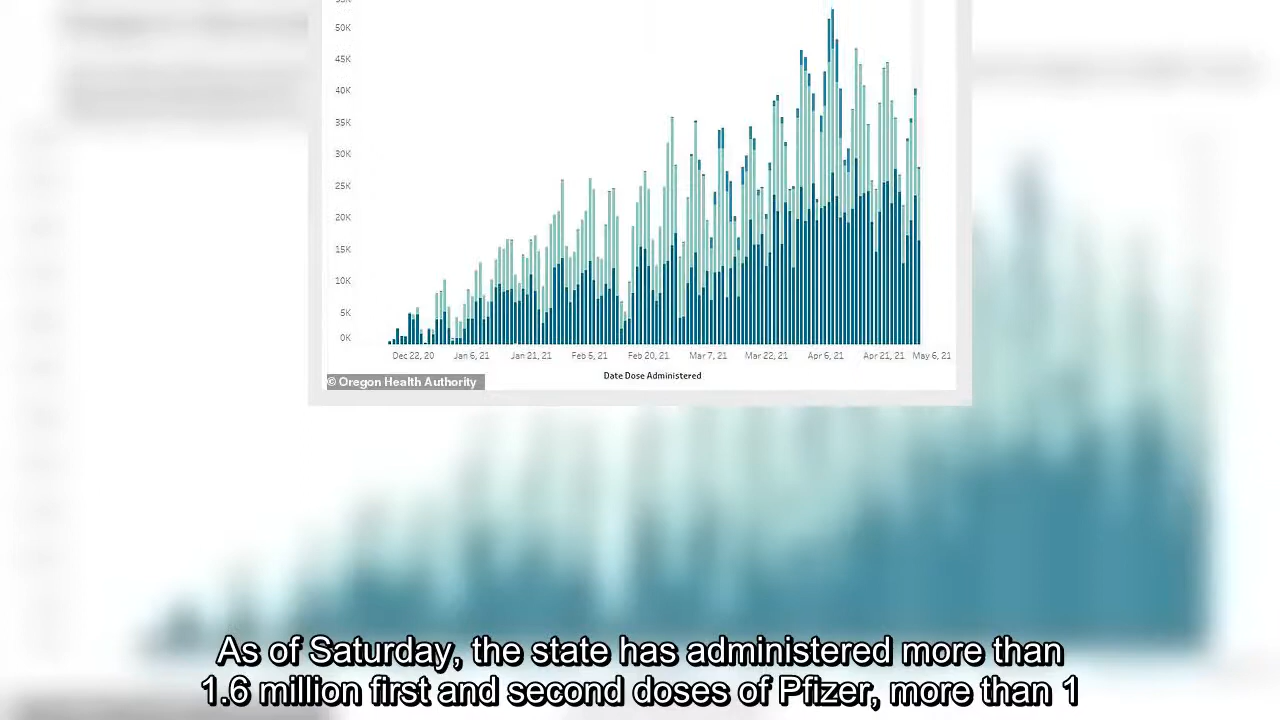 50K
45K
40K
35K
30K
25K
20K
15K
10K
5K
0K
Dec 22, 20 Jan 6, 21 Jan 21, 21 Feb 5, 21 Feb 20, 21 Mar 7, 21 Mar 22, 21 Apr 6, 21 Apr 21, 21 May 6, 21
Date Dose Administered
© Oregon Health Authority
As of Saturday, the state has administered more than
1.6 million first and second doses of Pfizer, more than 1